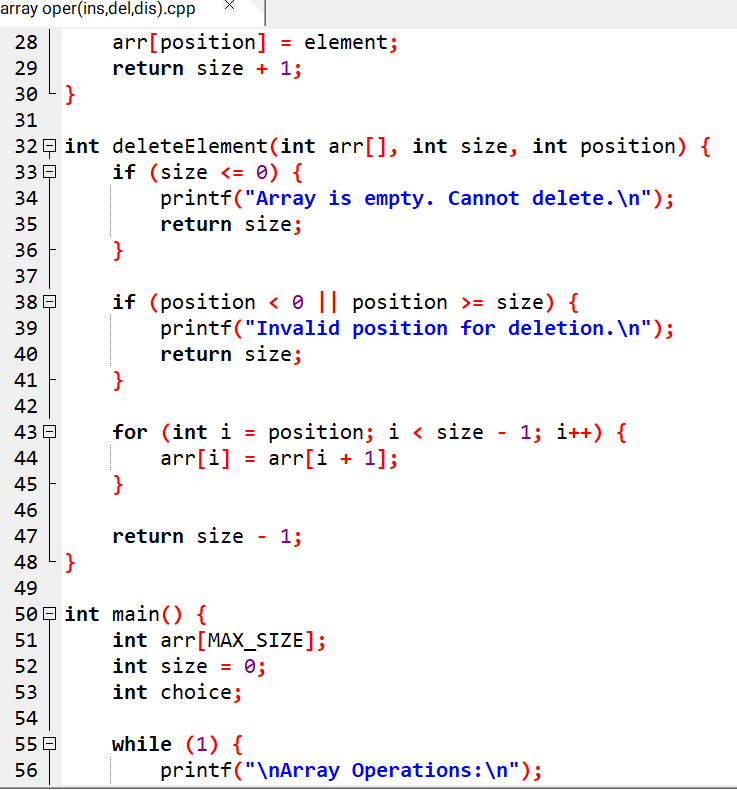 array oper(ins,del,dis).cpp ×
28 arr[position] = element;
29 return size + 1;
30 }
31
32 int deleteElement(int arr[], int size, int position) {
33 if (size <= 0) {
34 printf("Array is empty. Cannot delete.\n");
35 return size;
36 }
37
38 if (position < 0 || position >= size) {
39 printf("Invalid position for deletion.\n");
40 return size;
41 }
42
43 for (int i = position; i < size - 1; i++) {
44 arr[i] = arr[i + 1];
45 }
46
47 return size - 1;
48 }
49
50 int main() {
51 int arr[MAX_SIZE];
52 int size = 0;
53 int choice;
54
55 while (1) {
56 printf("\nArray Operations:\n");